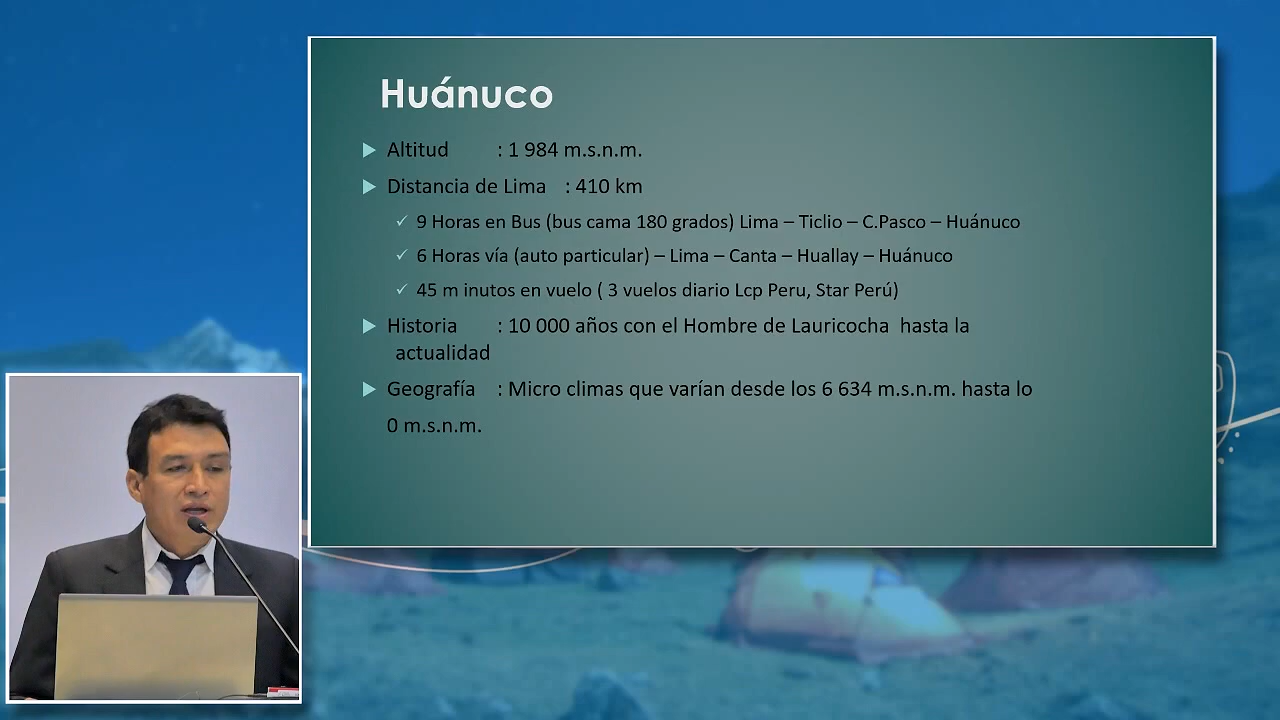 Huánuco
Altitud : 1 984 m.s.n.m.
Distancia de Lima : 410 km
9 Horas en Bus (bus cama 180 grados) Lima – Ticlio – C.Pasco – Huánuco
6 Horas vía (auto particular) – Lima – Canta – Huallay – Huánuco
45 m inutos en vuelo ( 3 vuelos diario Lcp Peru, Star Perú)
Historia : 10 000 años con el Hombre de Lauricocha hasta la
actualidad
Geografía : Micro climas que varían desde los 6 634 m.s.n.m. hasta lo
0 m.s.n.m.